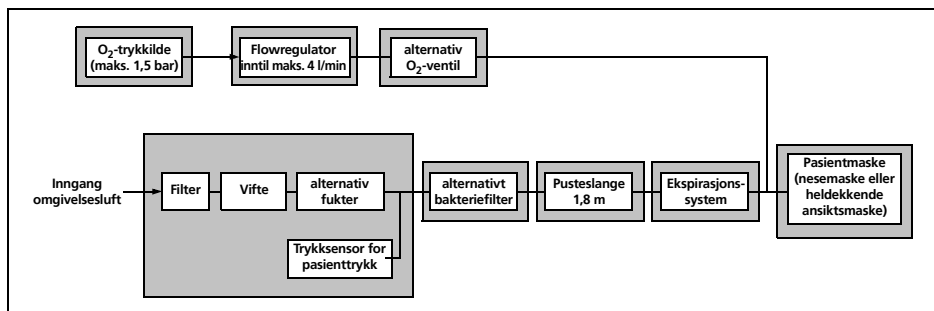 O₂-trykkilde
(maks. 1,5 bar)
Flowregulator
inntil maks. 4 l/min
alternativ
O₂-ventil
Inngang
omgivelsesluft
Filter
Vifte
alternativ
fukter
Trykksensor for
pasienttrykk
alternativt
bakteriefilter
Pusteslange
1,8 m
Ekspirasjons-
system
Pasientmaske
(nesemaske eller
heldekkende
ansiktsmaske)